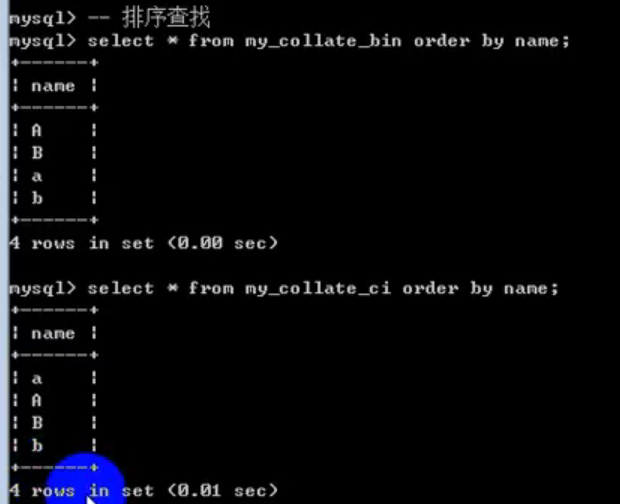 mysql> -- 排序查找
mysql> select * from my_collate_bin order by name;
+------+
| name |
+------+
| A    |
| B    |
| a    |
| b    |
+------+
4 rows in set (0.00 sec)
mysql> select * from my_collate_ci order by name;
+------+
| name |
+------+
| a    |
| A    |
| B    |
| b    |
+------+
4 rows in set (0.01 sec)